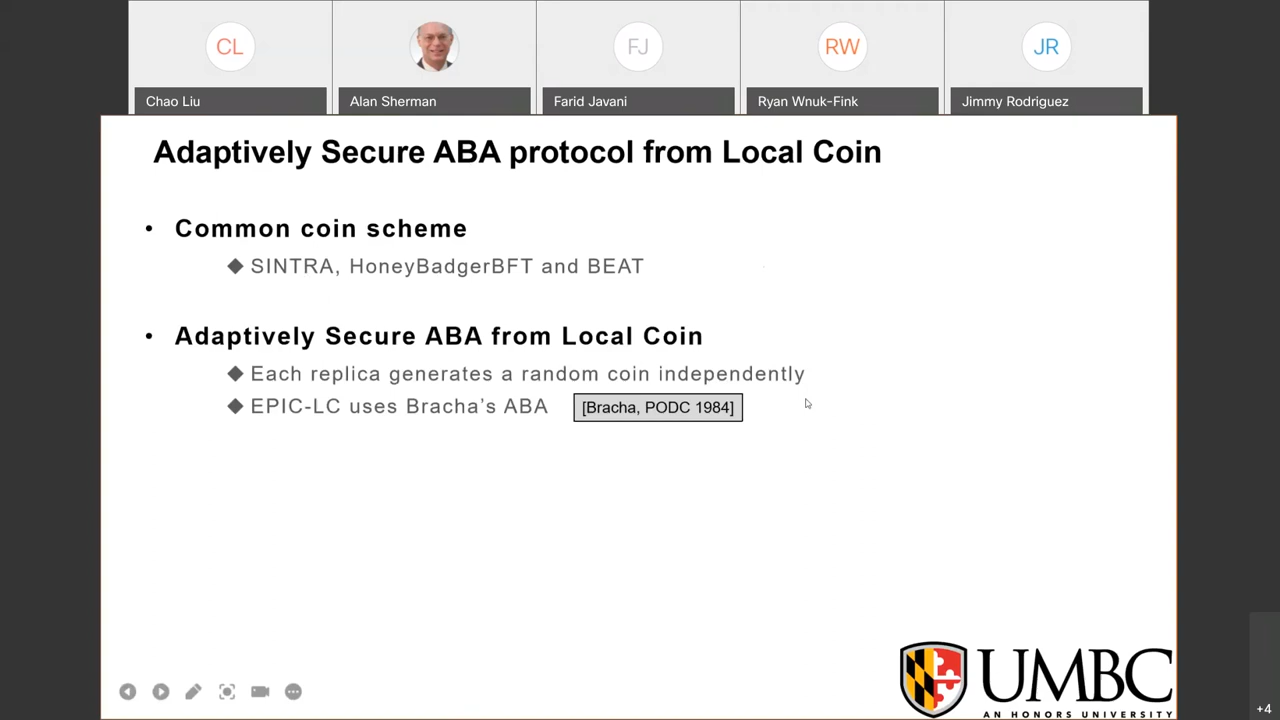 CL
FJ
RW
JR
Chao Liu
Alan Sherman
Farid Javani
Ryan Wnuk-Fink
Jimmy Rodriguez
Adaptively Secure ABA protocol from Local Coin
• Common coin scheme
◆ SINTRA, HoneyBadgerBFT and BEAT
• Adaptively Secure ABA from Local Coin
◆ Each replica generates a random coin independently
◆ EPIC-LC uses Bracha's ABA [Bracha, PODC 1984]
UMBC
AN HONORS UNIVERSITY
+4